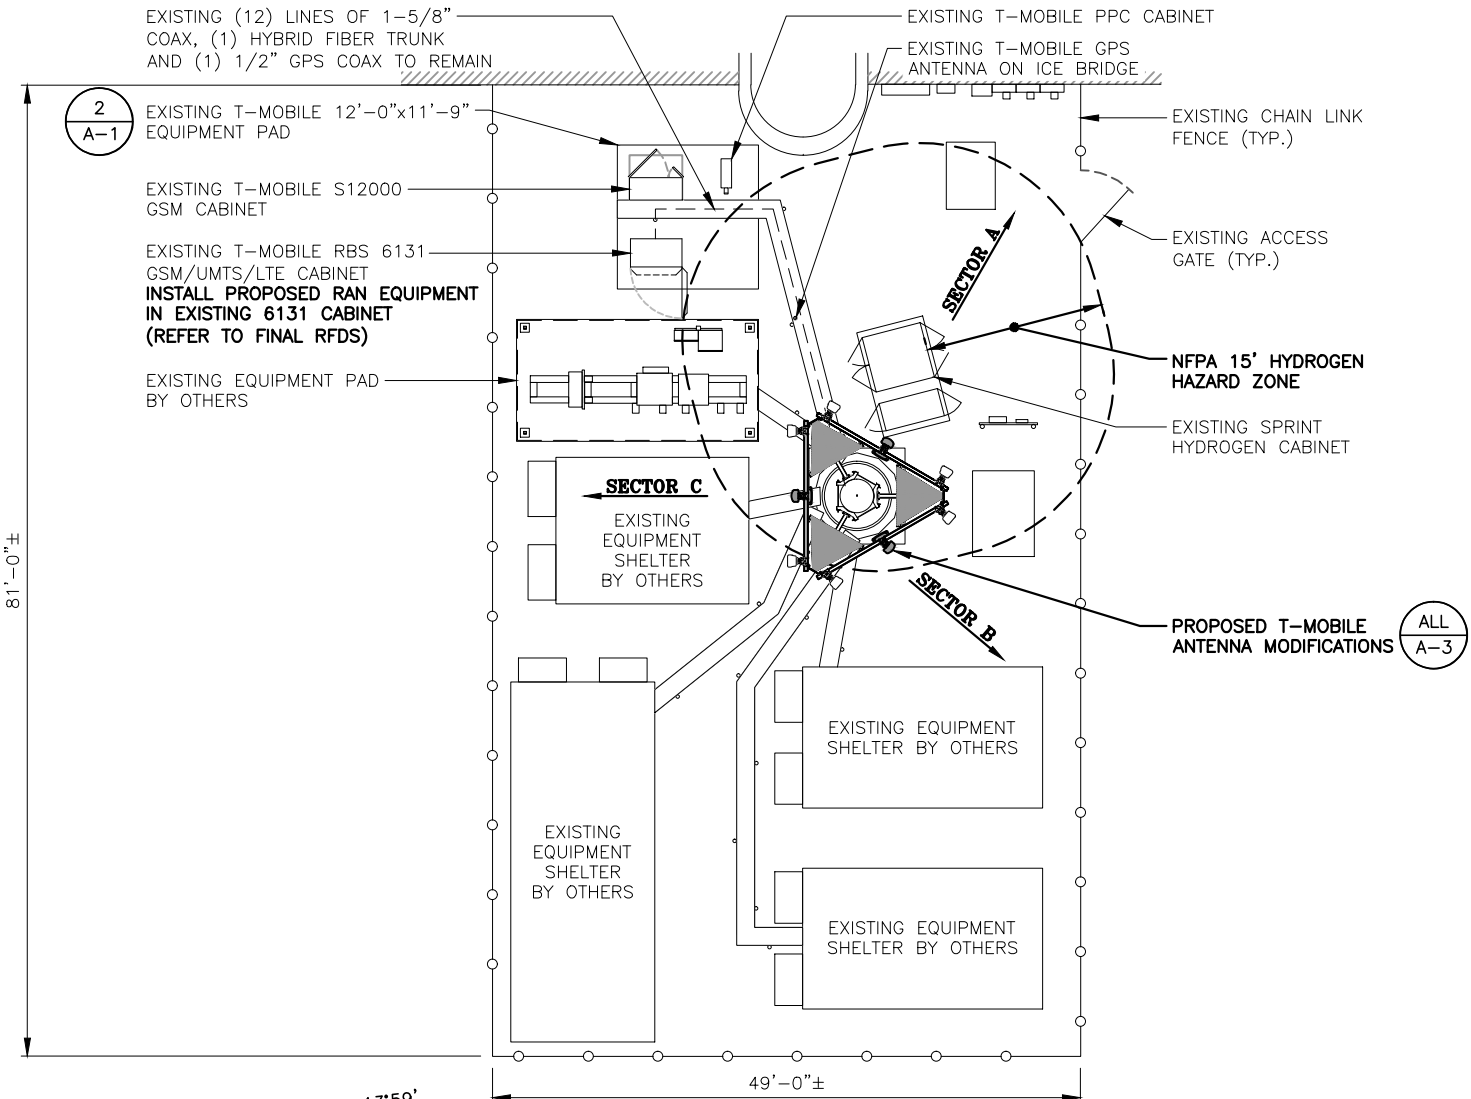 EXISTING (12) LINES OF 1-5/8"
COAX, (1) HYBRID FIBER TRUNK
AND (1) 1/2" GPS COAX TO REMAIN
EXISTING T-MOBILE PPC CABINET
EXISTING T-MOBILE GPS
ANTENNA ON ICE BRIDGE
2
A-1
EXISTING T-MOBILE 12'-0"x11'-9"
EQUIPMENT PAD
EXISTING CHAIN LINK
FENCE (TYP.)
EXISTING T-MOBILE S12000
GSM CABINET
EXISTING ACCESS
GATE (TYP.)
SECTOR A
EXISTING T-MOBILE RBS 6131
GSM/UMTS/LTE CABINET
INSTALL PROPOSED RAN EQUIPMENT
IN EXISTING 6131 CABINET
(REFER TO FINAL RFDS)
NFPA 15' HYDROGEN
HAZARD ZONE
EXISTING EQUIPMENT PAD
BY OTHERS
EXISTING SPRINT
HYDROGEN CABINET
SECTOR C
EXISTING
EQUIPMENT
SHELTER
BY OTHERS
81'-0"±
SECTOR B
PROPOSED T-MOBILE
ANTENNA MODIFICATIONS
ALL
A-3
EXISTING EQUIPMENT
SHELTER BY OTHERS
EXISTING
EQUIPMENT
SHELTER
BY OTHERS
EXISTING EQUIPMENT
SHELTER BY OTHERS
49'-0"±